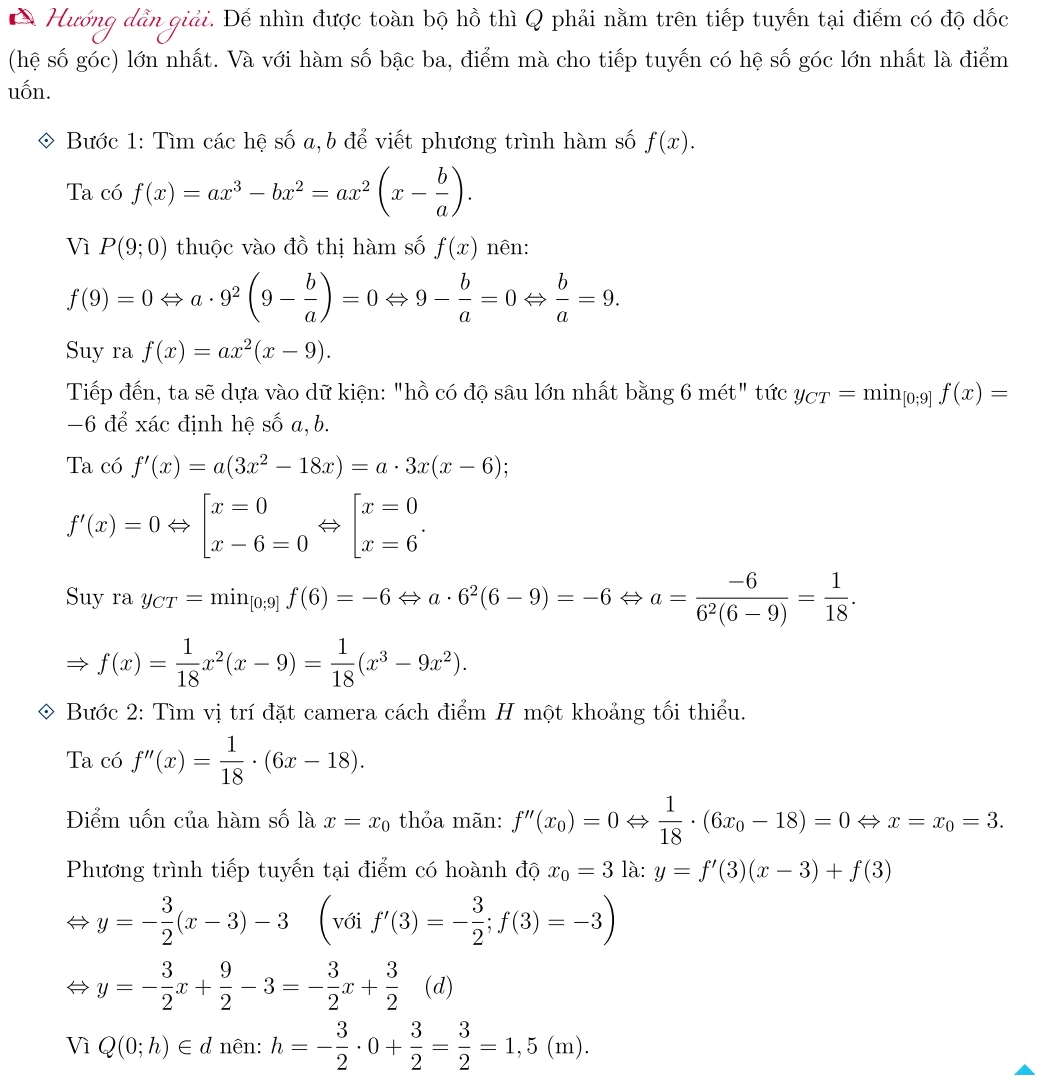 Hướng dẫn giải. Để nhìn được toàn bộ hồ thì Q phải nằm trên tiếp tuyến tại điểm có độ dốc
(hệ số góc) lớn nhất. Và với hàm số bậc ba, điểm mà cho tiếp tuyến có hệ số góc lớn nhất là điểm
uốn.
◇ Bước 1: Tìm các hệ số a, b để viết phương trình hàm số f(x).
Ta có f(x) = ax³ − bx² = ax² (x − b/a).
Vì P(9; 0) thuộc vào đồ thị hàm số f(x) nên:
f(9) = 0 ⇔ a · 9² (9 − b/a) = 0 ⇔ 9 − b/a = 0 ⇔ b/a = 9.
Suy ra f(x) = ax²(x − 9).
Tiếp đến, ta sẽ dựa vào dữ kiện: "hồ có độ sâu lớn nhất bằng 6 mét" tức y_CT = min_[0;9] f(x) =
−6 để xác định hệ số a, b.
Ta có f′(x) = a(3x² − 18x) = a · 3x(x − 6);
f′(x) = 0 ⇔ [x = 0 x − 6 = 0 ⇔ [x = 0 x = 6.
Suy ra y_CT = min_[0;9] f(6) = −6 ⇔ a · 6²(6 − 9) = −6 ⇔ a = −6/(6²(6 − 9)) = 1/18.
⇒ f(x) = 1/18 x²(x − 9) = 1/18 (x³ − 9x²).
◇ Bước 2: Tìm vị trí đặt camera cách điểm H một khoảng tối thiểu.
Ta có f″(x) = 1/18 · (6x − 18).
Điểm uốn của hàm số là x = x₀ thỏa mãn: f″(x₀) = 0 ⇔ 1/18 · (6x₀ − 18) = 0 ⇔ x = x₀ = 3.
Phương trình tiếp tuyến tại điểm có hoành độ x₀ = 3 là: y = f′(3)(x − 3) + f(3)
⇔ y = −3/2 (x − 3) − 3 (với f′(3) = −3/2; f(3) = −3)
⇔ y = −3/2 x + 9/2 − 3 = −3/2 x + 3/2 (d)
Vì Q(0; h) ∈ d nên: h = −3/2 · 0 + 3/2 = 3/2 = 1, 5 (m).